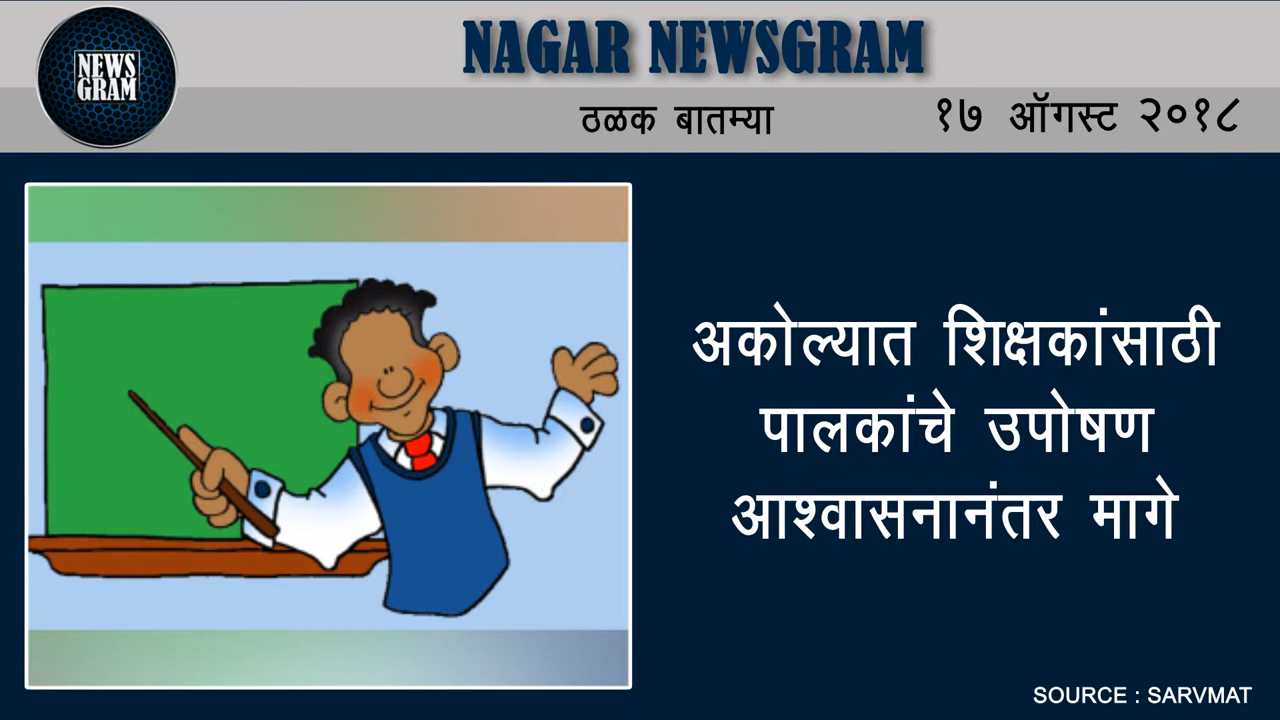 NEWS
GRAM
NAGAR NEWSGRAM
ठळक बातम्या
१७ ऑगस्ट २०१८
अकोल्यात शिक्षकांसाठी
पालकांचे उपोषण
आश्वासनानंतर मागे
SOURCE : SARVMAT